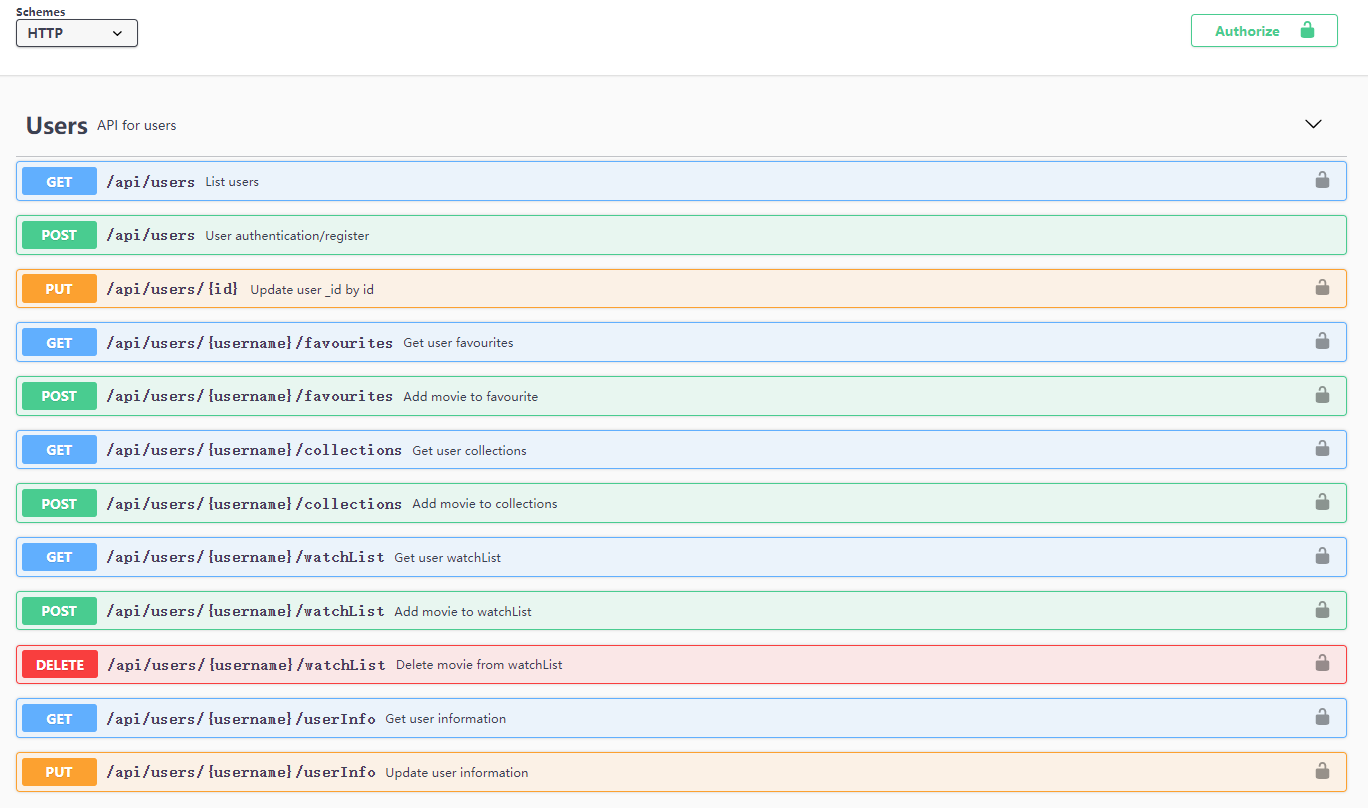 Schemes
HTTP
Authorize
Users API for users
GET /api/users List users
POST /api/users User authentication/register
PUT /api/users/{id} Update user _id by id
GET /api/users/{username}/favourites Get user favourites
POST /api/users/{username}/favourites Add movie to favourite
GET /api/users/{username}/collections Get user collections
POST /api/users/{username}/collections Add movie to collections
GET /api/users/{username}/watchList Get user watchList
POST /api/users/{username}/watchList Add movie to watchList
DELETE /api/users/{username}/watchList Delete movie from watchList
GET /api/users/{username}/userInfo Get user information
PUT /api/users/{username}/userInfo Update user information